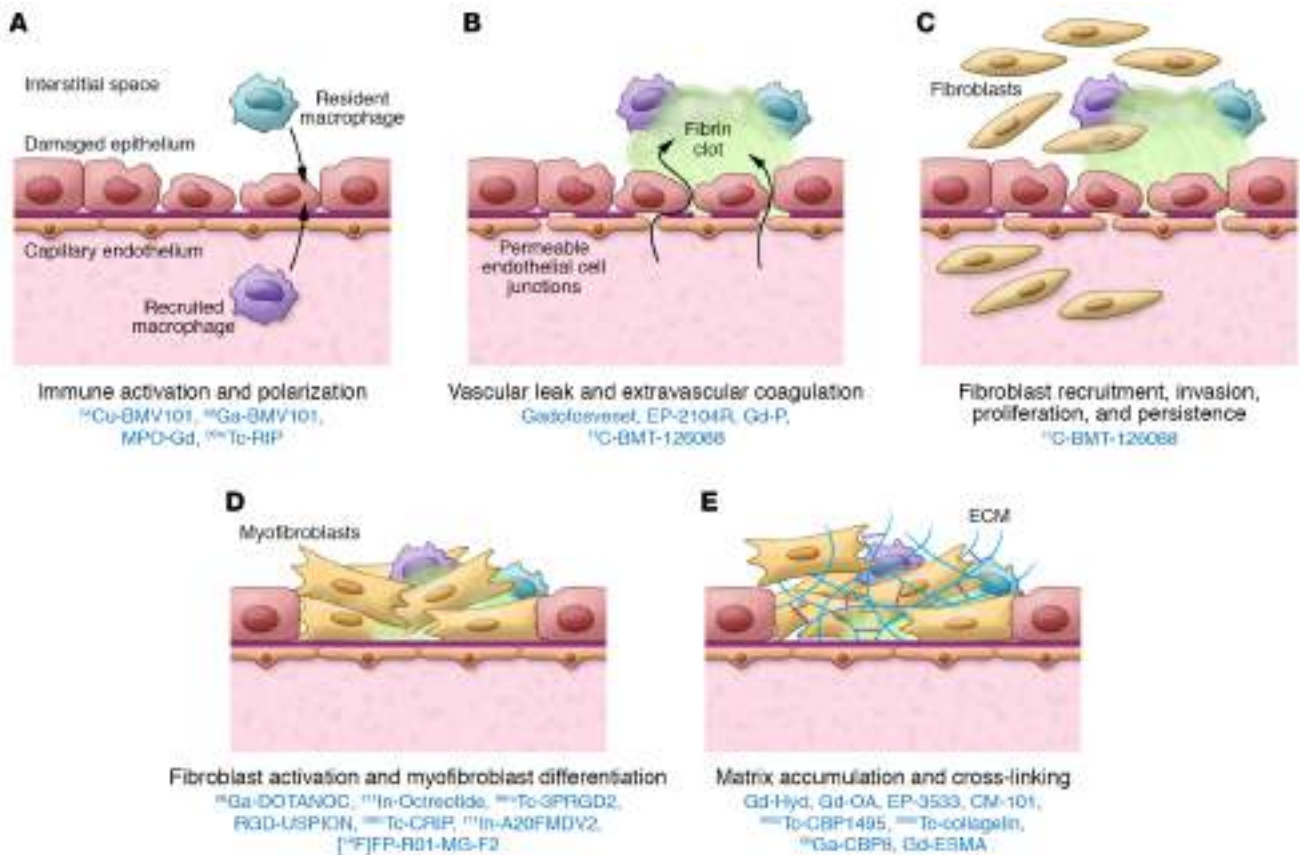 A
Interstitial space
Resident
macrophage
Damaged epithelium
Capillary endothelium
Recruited
macrophage
Immune activation and polarization
⁶⁴Cu-BMV101, ⁶⁸Ga-BMV101,
MPO-Gd, ⁹⁹ᵐTc-RIP
B
Fibrin
clot
Permeable
endothelial cell
junctions
Vascular leak and extravascular coagulation
Gadofosveset, EP-2104R, Gd-P,
¹¹C-BMT-126088
C
Fibroblasts
Fibroblast recruitment, invasion,
proliferation, and persistence
¹¹C-BMT-126088
D
Myofibroblasts
Fibroblast activation and myofibroblast differentiation
⁶⁸Ga-DOTANOC, ¹¹¹In-Octreotide, ⁹⁹ᵐTc-3PRGD2,
RGD-USPION, ⁹⁹ᵐTc-CRIP, ¹¹¹In-A20FMDV2,
[¹⁸F]FP-R01-MG-F2
E
ECM
Matrix accumulation and cross-linking
Gd-Hyd, Gd-OA, EP-3533, CM-101,
⁹⁹ᵐTc-CBP1495, ⁹⁹ᵐTc-collagelin,
⁶⁸Ga-CBP8, Gd-ESMA